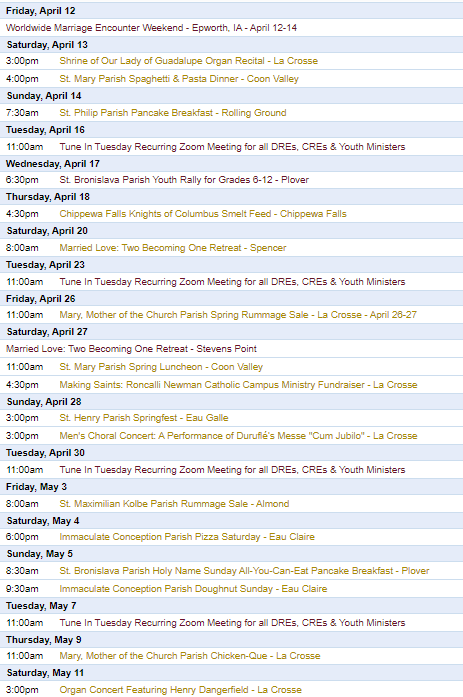 Friday, April 12
Worldwide Marriage Encounter Weekend - Epworth, IA - April 12-14
Saturday, April 13
3:00pm Shrine of Our Lady of Guadalupe Organ Recital - La Crosse
4:00pm St. Mary Parish Spaghetti & Pasta Dinner - Coon Valley
Sunday, April 14
7:30am St. Philip Parish Pancake Breakfast - Rolling Ground
Tuesday, April 16
11:00am Tune In Tuesday Recurring Zoom Meeting for all DREs, CREs & Youth Ministers
Wednesday, April 17
6:30pm St. Bronislava Parish Youth Rally for Grades 6-12 - Plover
Thursday, April 18
4:30pm Chippewa Falls Knights of Columbus Smelt Feed - Chippewa Falls
Saturday, April 20
8:00am Married Love: Two Becoming One Retreat - Spencer
Tuesday, April 23
11:00am Tune In Tuesday Recurring Zoom Meeting for all DREs, CREs & Youth Ministers
Friday, April 26
11:00am Mary, Mother of the Church Parish Spring Rummage Sale - La Crosse - April 26-27
Saturday, April 27
Married Love: Two Becoming One Retreat - Stevens Point
11:00am St. Mary Parish Spring Luncheon - Coon Valley
4:30pm Making Saints: Roncalli Newman Catholic Campus Ministry Fundraiser - La Crosse
Sunday, April 28
3:00pm St. Henry Parish Springfest - Eau Galle
3:00pm Men's Choral Concert: A Performance of Duruflé's Messe "Cum Jubilo" - La Crosse
Tuesday, April 30
11:00am Tune In Tuesday Recurring Zoom Meeting for all DREs, CREs & Youth Ministers
Friday, May 3
8:00am St. Maximilian Kolbe Parish Rummage Sale - Almond
Saturday, May 4
6:00pm Immaculate Conception Parish Pizza Saturday - Eau Claire
Sunday, May 5
8:30am St. Bronislava Parish Holy Name Sunday All-You-Can-Eat Pancake Breakfast - Plover
9:30am Immaculate Conception Parish Doughnut Sunday - Eau Claire
Tuesday, May 7
11:00am Tune In Tuesday Recurring Zoom Meeting for all DREs, CREs & Youth Ministers
Thursday, May 9
11:00am Mary, Mother of the Church Parish Chicken-Que - La Crosse
Saturday, May 11
3:00pm Organ Concert Featuring Henry Dangerfield - La Crosse